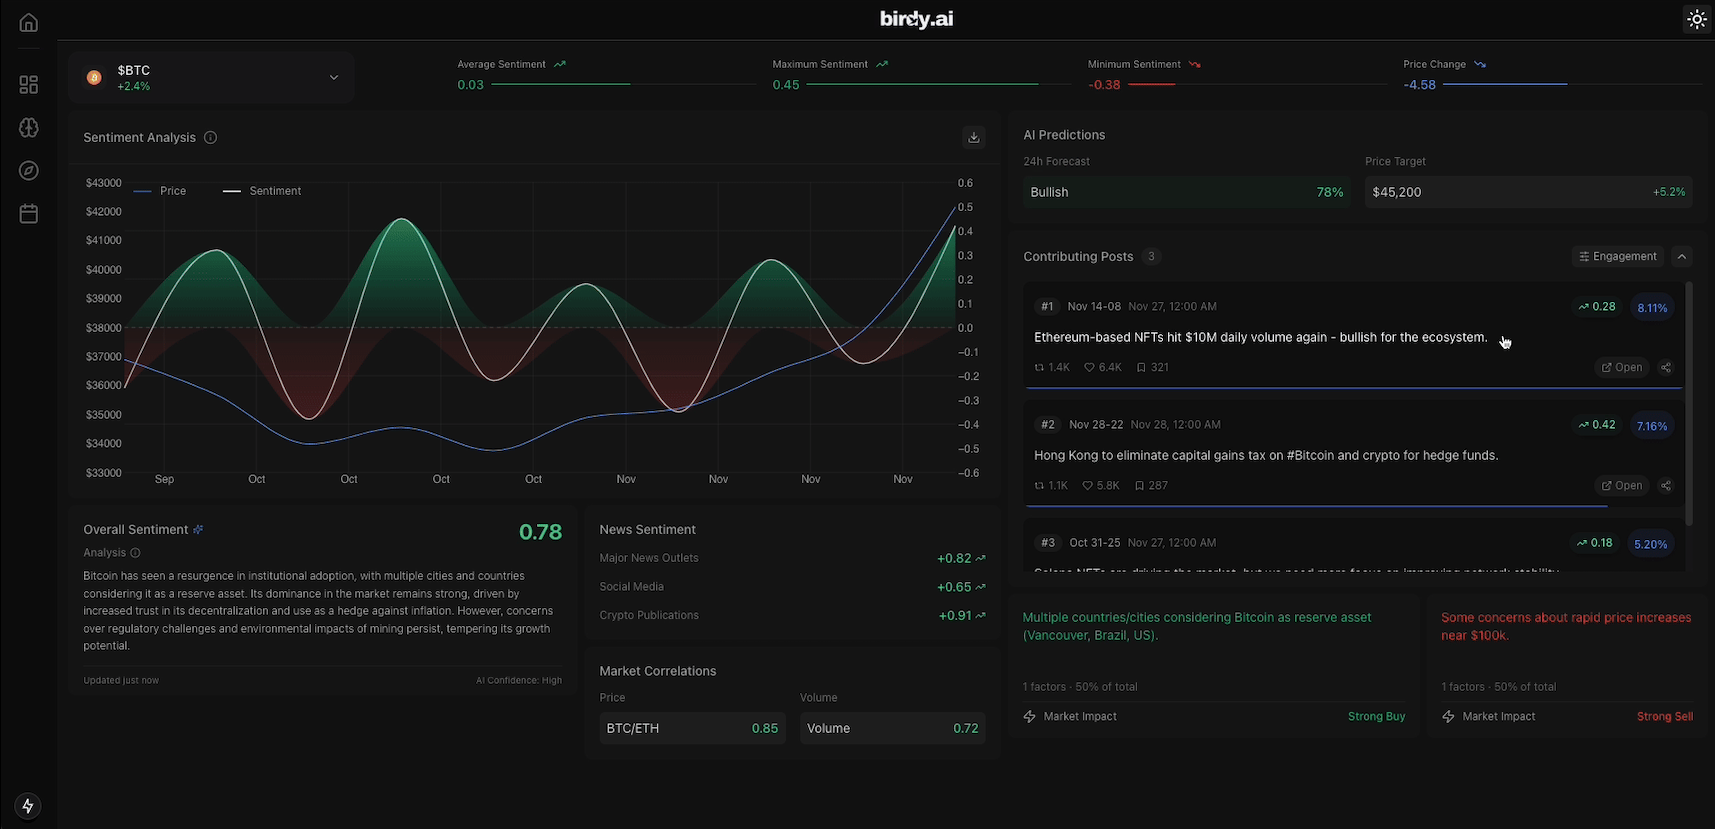 birdy.ai
$BTC
+2.4%
Average Sentiment
0.03
Maximum Sentiment
0.45
Minimum Sentiment
-0.38
Price Change
-4.58
Sentiment Analysis
Price
Sentiment
$43000
$42000
$41000
$40000
$39000
$38000
$37000
$36000
$35000
$34000
$33000
0.6
0.5
0.4
0.3
0.2
0.1
0.0
−0.1
−0.2
−0.3
−0.4
−0.5
−0.6
Sep Oct Oct Oct Oct Nov Nov Nov Nov
Overall Sentiment
0.78
Analysis
Bitcoin has seen a resurgence in institutional adoption, with multiple cities and countries
considering it as a reserve asset. Its dominance in the market remains strong, driven by
increased trust in its decentralization and use as a hedge against inflation. However, concerns
over regulatory challenges and environmental impacts of mining persist, tempering its growth
potential.
Updated just now
AI Confidence: High
News Sentiment
Major News Outlets +0.82
Social Media +0.65
Crypto Publications +0.91
Market Correlations
Price
BTC/ETH 0.85
Volume
Volume 0.72
AI Predictions
24h Forecast
Bullish 78%
Price Target
$45,200 +5.2%
Contributing Posts 3
Engagement
#1 Nov 14-08 Nov 27, 12:00 AM 0.28 8.11%
Ethereum-based NFTs hit $10M daily volume again - bullish for the ecosystem.
1.4K 6.4K 321 Open
#2 Nov 28-22 Nov 28, 12:00 AM 0.42 7.16%
Hong Kong to eliminate capital gains tax on #Bitcoin and crypto for hedge funds.
1.1K 5.8K 287 Open
#3 Oct 31-25 Nov 27, 12:00 AM 0.18 5.20%
Solana NFTs are driving the market, but we need more focus on improving network stability.
Multiple countries/cities considering Bitcoin as reserve asset
(Vancouver, Brazil, US).
1 factors · 50% of total
Market Impact Strong Buy
Some concerns about rapid price increases
near $100k.
1 factors · 50% of total
Market Impact Strong Sell